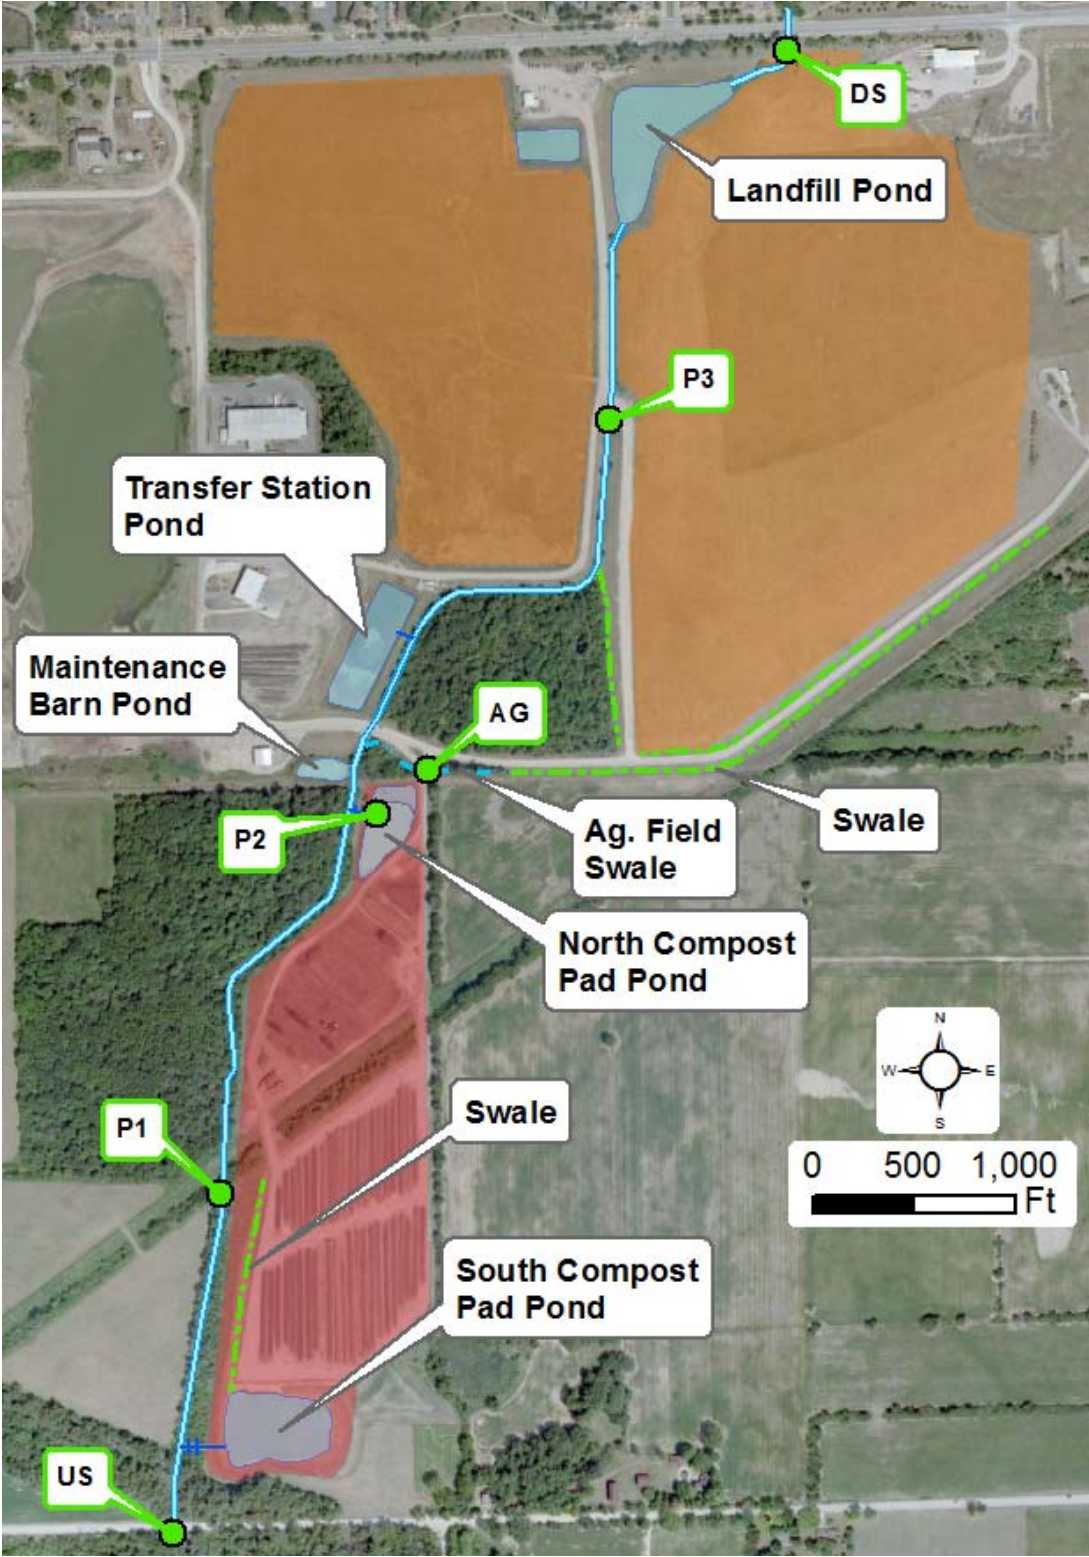 DS
Landfill Pond
P3
Transfer Station
Pond
Maintenance
Barn Pond
AG
P2
Ag. Field
Swale
Swale
North Compost
Pad Pond
N
W
E
S
P1
Swale
0 500 1,000
Ft
South Compost
Pad Pond
US